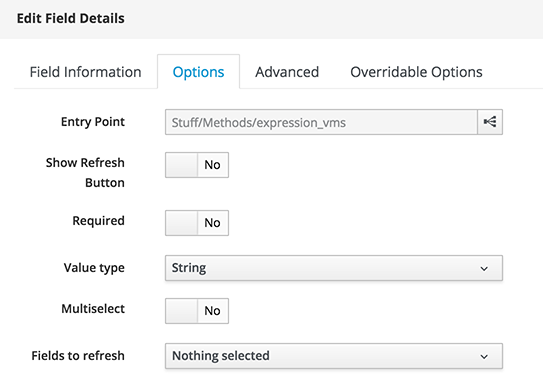 Edit Field Details
Field Information Options Advanced Overridable Options
Entry Point Stuff/Methods/expression_vms
Show Refresh Button No
Required No
Value type String
Multiselect No
Fields to refresh Nothing selected